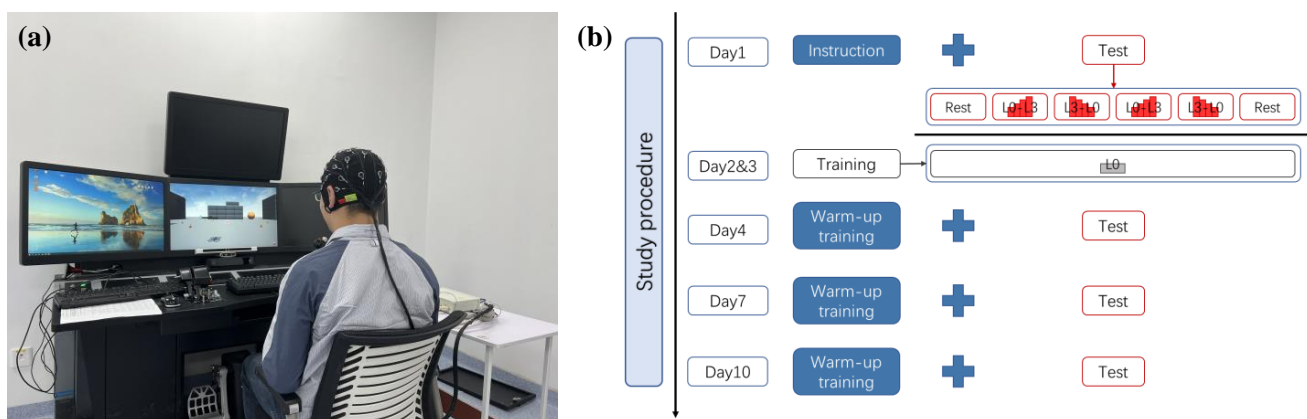 (a)
(b)
Study procedure
Day1
Instruction
Test
Rest
L0-L3
L3-L0
L0-L3
L3-L0
Rest
Day2&3
Training
L0
Day4
Warm-up
training
Test
Day7
Warm-up
training
Test
Day10
Warm-up
training
Test